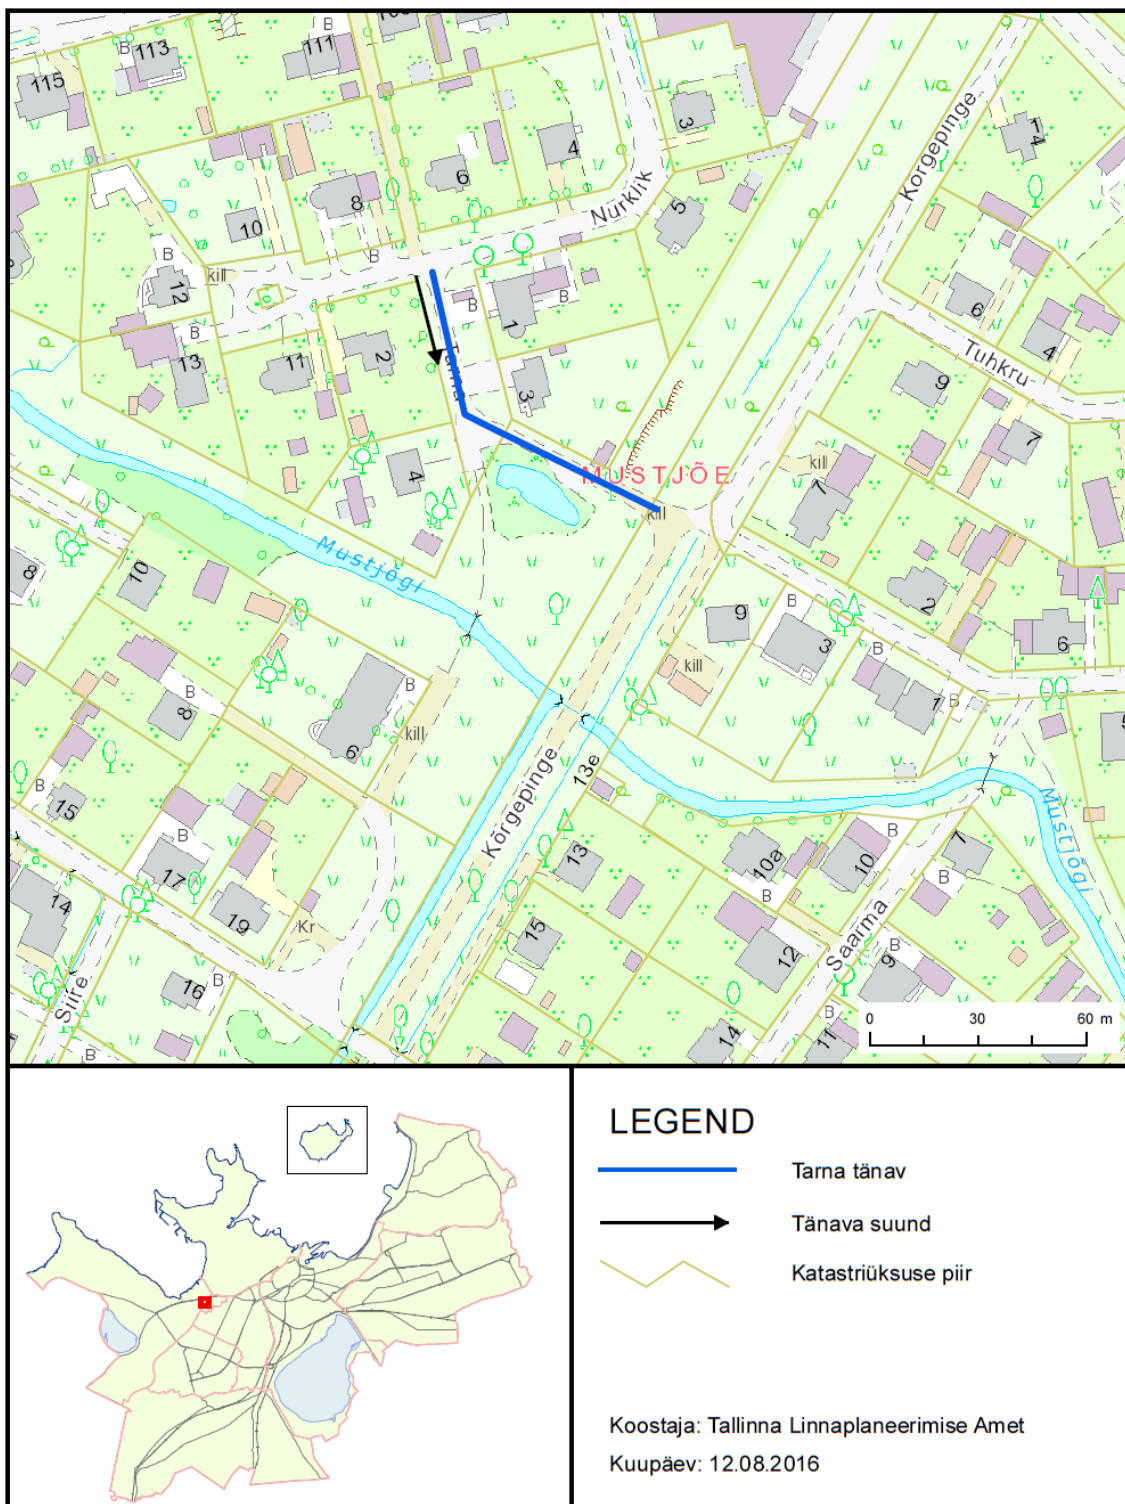 B
113
111
115
3
14
Kõrgepinge
4
6
8
10
Nurklik
5
B
B
kill
12
B
B
1
6
Tuhkru
4
B
13
11
2
Tarna
3
9
7
4
MUSTJÕE
kill
7
kill
Mustjõgi
8
10
2
9
B
3
6
kill
B
B
B
1
8
6
kill
5
13e
Kõrgepinge
B
15
B
Mustjõgi
17
13
10a
10
7
B
B
B
14
19
Kr
15
12
Saarma
B
9
Siire
16
B
B
14
B
11
0 30 60 m
LEGEND
Tarna tänav
Tänava suund
Katastriüksuse piir
Koostaja: Tallinna Linnaplaneerimise Amet
Kuupäev: 12.08.2016